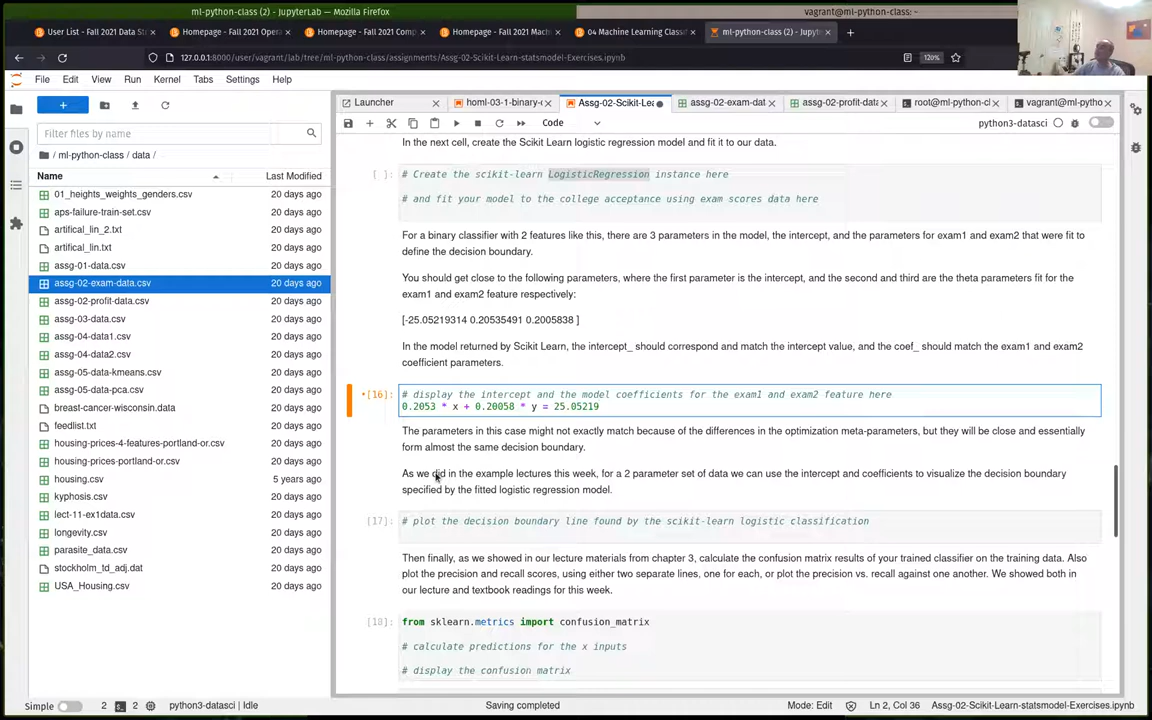 ml-python-class (2) - JupyterLab — Mozilla Firefox
vagrant@ml-python-class: ~
User List - Fall 2021 Data St
Homepage - Fall 2021 Opera
Homepage - Fall 2021 Comp
Homepage - Fall 2021 Mach
04 Machine Learning Classi
ml-python-class (2) - Jupyt
127.0.0.1:8000/user/vagrant/lab/tree/ml-python-class/assignments/Assg-02-Scikit-Learn-statsmodel-Exercises.ipynb
120%
File Edit View Run Kernel Tabs Settings Help
Launcher
homl-03-1-binary-c
Assg-02-Scikit-Lea
assg-02-exam-dat
assg-02-profit-data
root@ml-python-cl
vagrant@ml-pytho
Code
python3-datasci
Filter files by name
/ ml-python-class / data /
Name Last Modified
01_heights_weights_genders.csv 20 days ago
aps-failure-train-set.csv 20 days ago
artifical_lin_2.txt 20 days ago
artifical_lin.txt 20 days ago
assg-01-data.csv 20 days ago
assg-02-exam-data.csv 20 days ago
assg-02-profit-data.csv 20 days ago
assg-03-data.csv 20 days ago
assg-04-data1.csv 20 days ago
assg-04-data2.csv 20 days ago
assg-05-data-kmeans.csv 20 days ago
assg-05-data-pca.csv 20 days ago
breast-cancer-wisconsin.data 20 days ago
feedlist.txt 20 days ago
housing-prices-4-features-portland-or.csv 20 days ago
housing-prices-portland-or.csv 20 days ago
housing.csv 5 years ago
kyphosis.csv 20 days ago
lect-11-ex1data.csv 20 days ago
longevity.csv 20 days ago
parasite_data.csv 20 days ago
stockholm_td_adj.dat 20 days ago
USA_Housing.csv 20 days ago
In the next cell, create the Scikit Learn logistic regression model and fit it to our data.
[ ]: # Create the scikit-learn LogisticRegression instance here
# and fit your model to the college acceptance using exam scores data here
For a binary classifier with 2 features like this, there are 3 parameters in the model, the intercept, and the parameters for exam1 and exam2 that were fit to
define the decision boundary.
You should get close to the following parameters, where the first parameter is the intercept, and the second and third are the theta parameters fit for the
exam1 and exam2 feature respectively:
[-25.05219314 0.20535491 0.2005838 ]
In the model returned by Scikit Learn, the intercept_ should correspond and match the intercept value, and the coef_ should match the exam1 and exam2
coefficient parameters.
•[16]: # display the intercept and the model coefficients for the exam1 and exam2 feature here
0.2053 * x + 0.20058 * y = 25.05219
The parameters in this case might not exactly match because of the differences in the optimization meta-parameters, but they will be close and essentially
form almost the same decision boundary.
As we did in the example lectures this week, for a 2 parameter set of data we can use the intercept and coefficients to visualize the decision boundary
specified by the fitted logistic regression model.
[17]: # plot the decision boundary line found by the scikit-learn logistic classification
Then finally, as we showed in our lecture materials from chapter 3, calculate the confusion matrix results of your trained classifier on the training data. Also
plot the precision and recall scores, using either two separate lines, one for each, or plot the precision vs. recall against one another. We showed both in
our lecture and textbook readings for this week.
[18]: from sklearn.metrics import confusion_matrix
# calculate predictions for the x inputs
# display the confusion matrix
Simple
2
2
python3-datasci | Idle
Saving completed
Mode: Edit
Ln 2, Col 36
Assg-02-Scikit-Learn-statsmodel-Exercises.ipynb